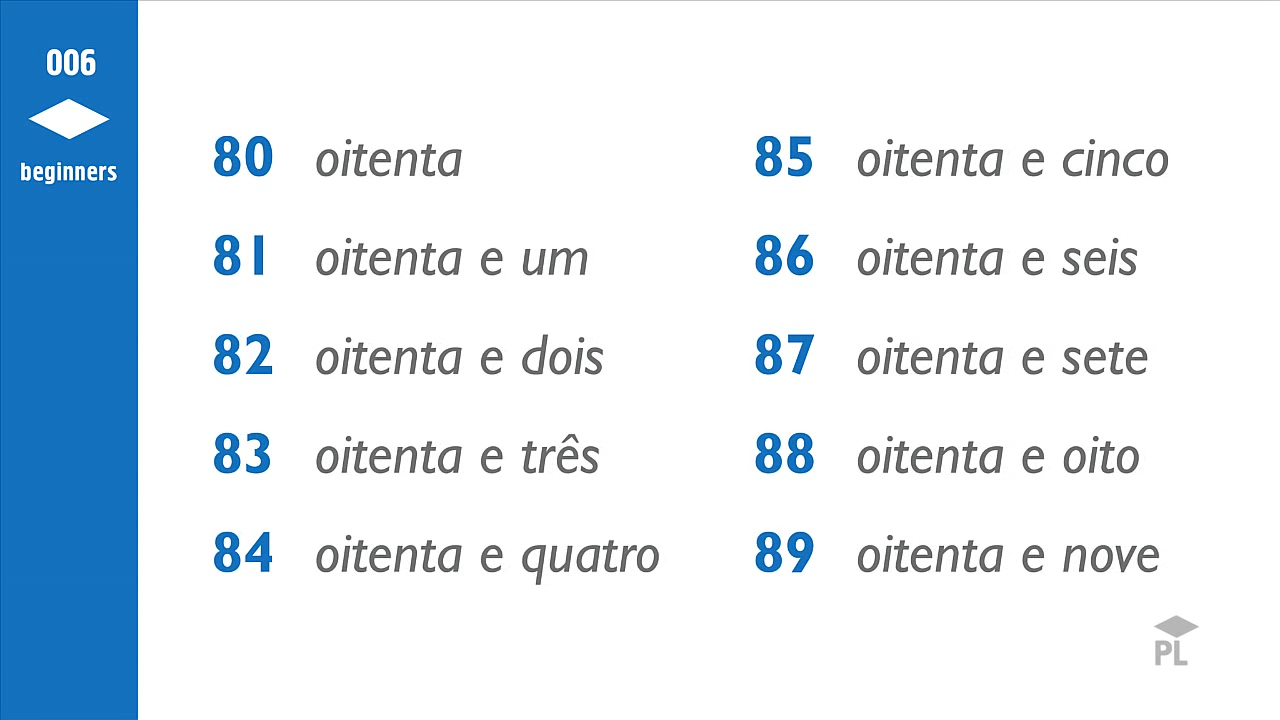 006
beginners
80 oitenta
81 oitenta e um
82 oitenta e dois
83 oitenta e três
84 oitenta e quatro
85 oitenta e cinco
86 oitenta e seis
87 oitenta e sete
88 oitenta e oito
89 oitenta e nove
PL